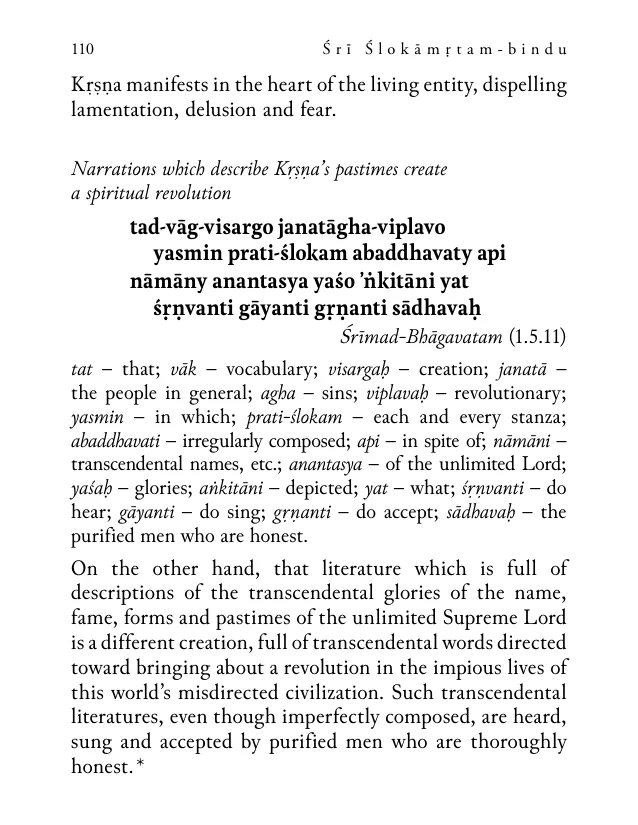 110 Śrī Ślokāmṛtam-bindu
Kṛṣṇa manifests in the heart of the living entity, dispelling
lamentation, delusion and fear.
Narrations which describe Kṛṣṇa’s pastimes create
a spiritual revolution
tad-vāg-visargo janatāgha-viplavo
yasmin prati-ślokam abaddhavaty api
nāmāny anantasya yaśo ’ṅkitāni yat
śṛṇvanti gāyanti gṛṇanti sādhavaḥ
Śrīmad-Bhāgavatam (1.5.11)
tat – that; vāk – vocabulary; visargaḥ – creation; janatā –
the people in general; agha – sins; viplavaḥ – revolutionary;
yasmin – in which; prati-ślokam – each and every stanza;
abaddhavati – irregularly composed; api – in spite of; nāmāni –
transcendental names, etc.; anantasya – of the unlimited Lord;
yaśaḥ – glories; aṅkitāni – depicted; yat – what; śṛṇvanti – do
hear; gāyanti – do sing; gṛṇanti – do accept; sādhavaḥ – the
purified men who are honest.
On the other hand, that literature which is full of
descriptions of the transcendental glories of the name,
fame, forms and pastimes of the unlimited Supreme Lord
is a different creation, full of transcendental words directed
toward bringing about a revolution in the impious lives of
this world’s misdirected civilization. Such transcendental
literatures, even though imperfectly composed, are heard,
sung and accepted by purified men who are thoroughly
honest.*